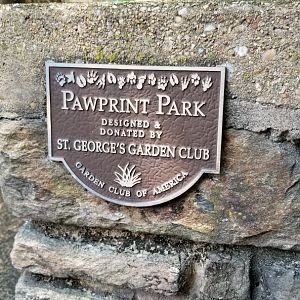 PAWPRINT PARK
DESIGNED &
DONATED BY
ST. GEORGE'S GARDEN CLUB
GARDEN CLUB OF AMERICA